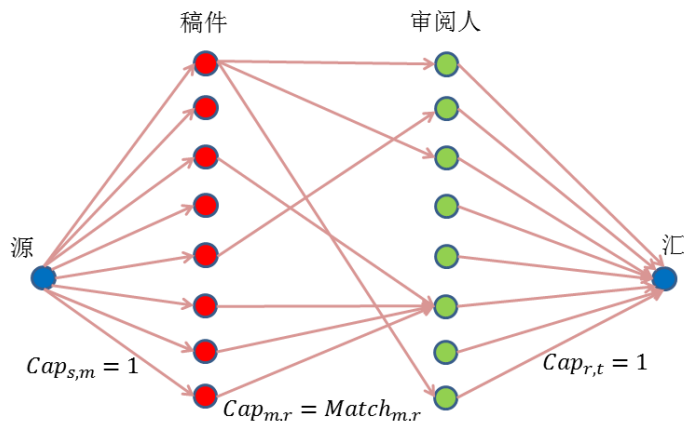 稿件
审阅人
源
汇
Cap_{s,m} = 1
Cap_{m,r} = Match_{m,r}
Cap_{r,t} = 1